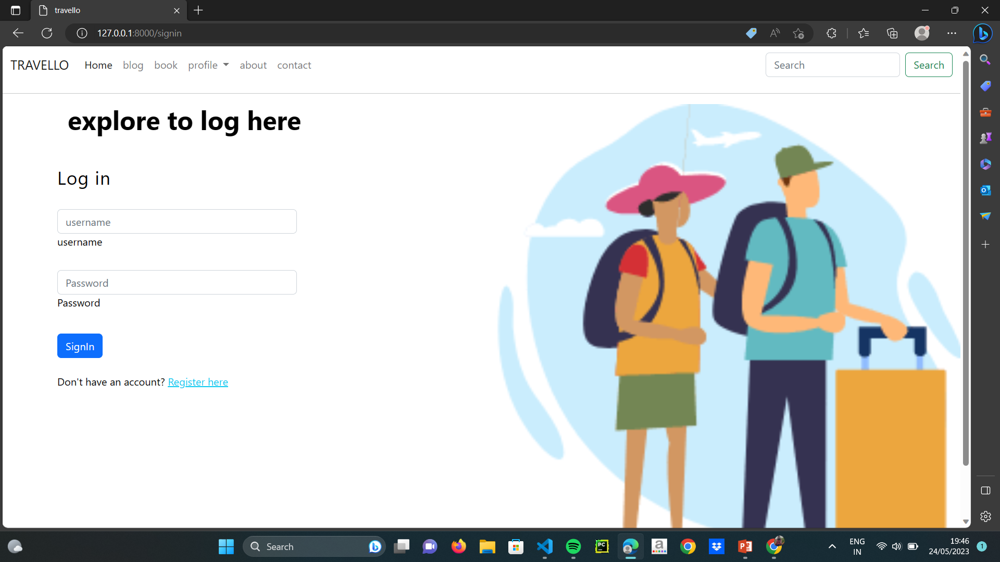 travello
127.0.0.1:8000/signin
TRAVELLO Home blog book profile about contact Search Search
explore to log here
Log in
username
username
Password
Password
SignIn
Don't have an account? Register here
Search
PC
a
P
ENG
IN
19:46
24/05/2023
1